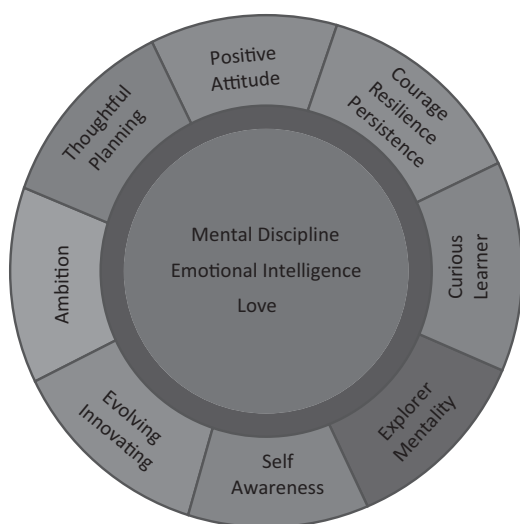 Positive
Attitude
Courage
Resilience
Persistence
Curious
Learner
Explorer
Mentality
Self
Awareness
Evolving
Innovating
Ambition
Thoughtful
Planning
Mental Discipline
Emotional Intelligence
Love